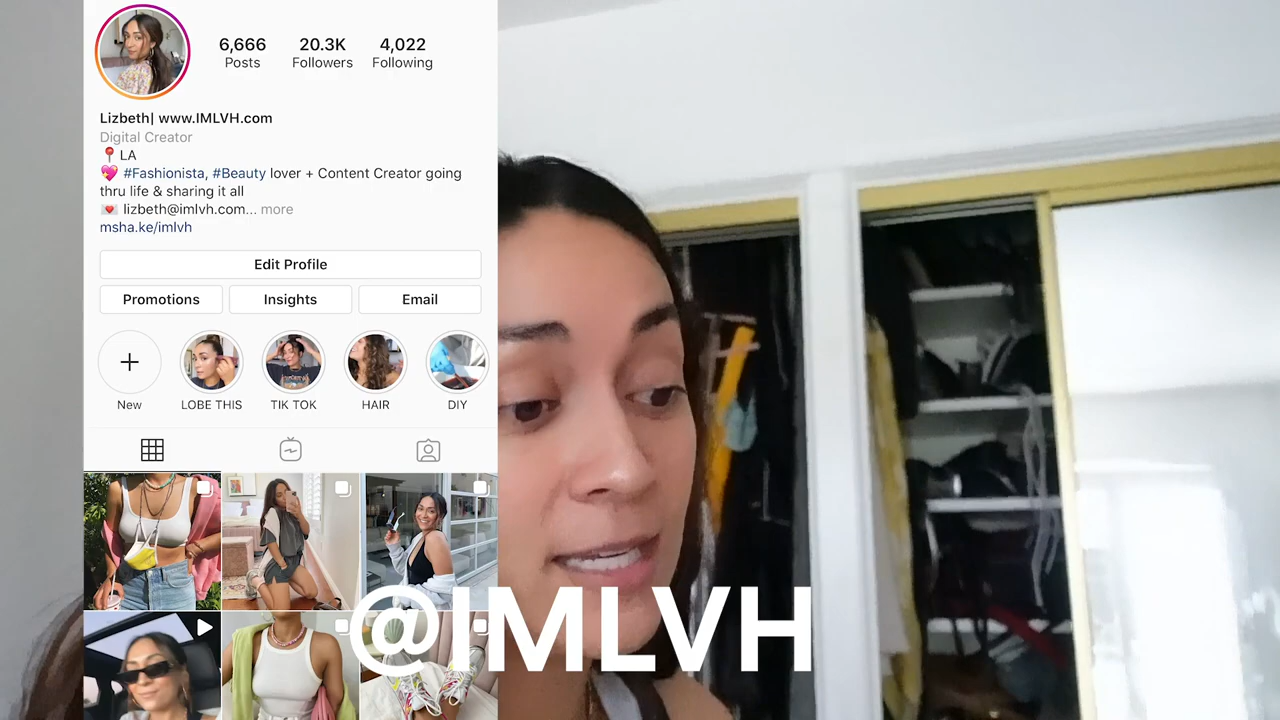 6,666 20.3K 4,022
Posts Followers Following
Lizbeth| www.IMLVH.com
Digital Creator
📍 LA
💖 #Fashionista, #Beauty lover + Content Creator going
thru life & sharing it all
💌 lizbeth@imlvh.com... more
msha.ke/imlvh
Edit Profile
Promotions Insights Email
New LOBE THIS TIK TOK HAIR DIY
@IMLVH